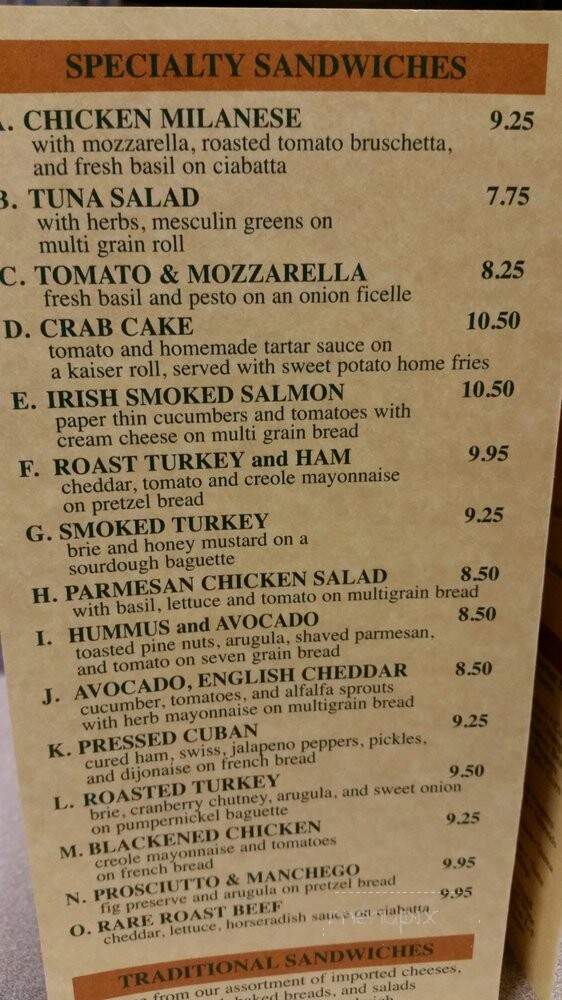 SPECIALTY SANDWICHES
A. CHICKEN MILANESE 9.25
with mozzarella, roasted tomato bruschetta,
and fresh basil on ciabatta
B. TUNA SALAD 7.75
with herbs, mesculin greens on
multi grain roll
C. TOMATO & MOZZARELLA 8.25
fresh basil and pesto on an onion ficelle
D. CRAB CAKE 10.50
tomato and homemade tartar sauce on
a kaiser roll, served with sweet potato home fries
E. IRISH SMOKED SALMON 10.50
paper thin cucumbers and tomatoes with
cream cheese on multi grain bread
F. ROAST TURKEY and HAM 9.95
cheddar, tomato and creole mayonnaise
on pretzel bread
G. SMOKED TURKEY 9.25
brie and honey mustard on a
sourdough baguette
H. PARMESAN CHICKEN SALAD 8.50
with basil, lettuce and tomato on multigrain bread
I. HUMMUS and AVOCADO 8.50
toasted pine nuts, arugula, shaved parmesan,
and tomato on seven grain bread
J. AVOCADO, ENGLISH CHEDDAR 8.50
cucumber, tomatoes, and alfalfa sprouts
with herb mayonnaise on multigrain bread
K. PRESSED CUBAN 9.25
cured ham, swiss, jalapeno peppers, pickles,
and dijonaise on french bread
L. ROASTED TURKEY 9.50
brie, cranberry chutney, arugula, and sweet onion
on pumpernickel baguette
M. BLACKENED CHICKEN 9.25
creole mayonnaise and tomatoes
on french bread
N. PROSCIUTTO & MANCHEGO 9.95
fig preserve and arugula on pretzel bread
O. RARE ROAST BEEF 9.95
cheddar, lettuce, horseradish sauce on ciabatta
menupix
TRADITIONAL SANDWICHES
from our assortment of imported cheeses,
baked breads, and salads